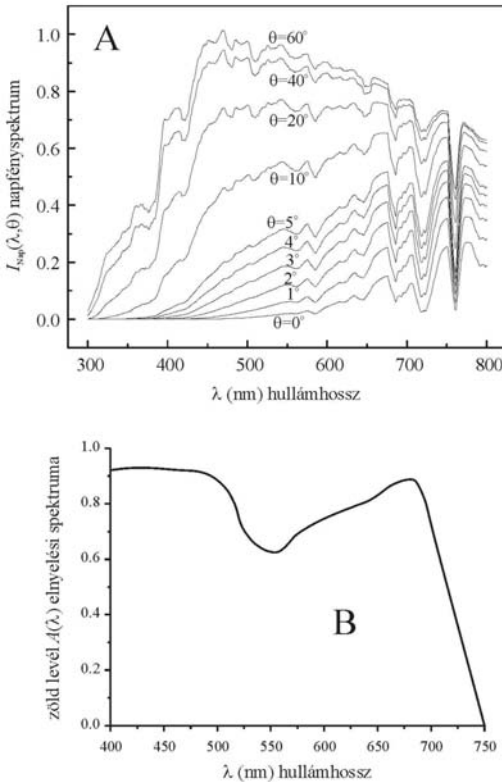 A
I_Nap(λ,θ) napfényspektrum
1.0
0.8
0.6
0.4
0.2
0.0
θ=60°
θ=40°
θ=20°
θ=10°
θ=5°
4°
3°
2°
1°
θ=0°
300 400 500 600 700 800
λ (nm) hullámhossz
zöld levél A(λ) elnyelési spektruma
1.0
0.8
0.6
0.4
0.2
0.0
B
400 450 500 550 600 650 700 750
λ (nm) hullámhossz